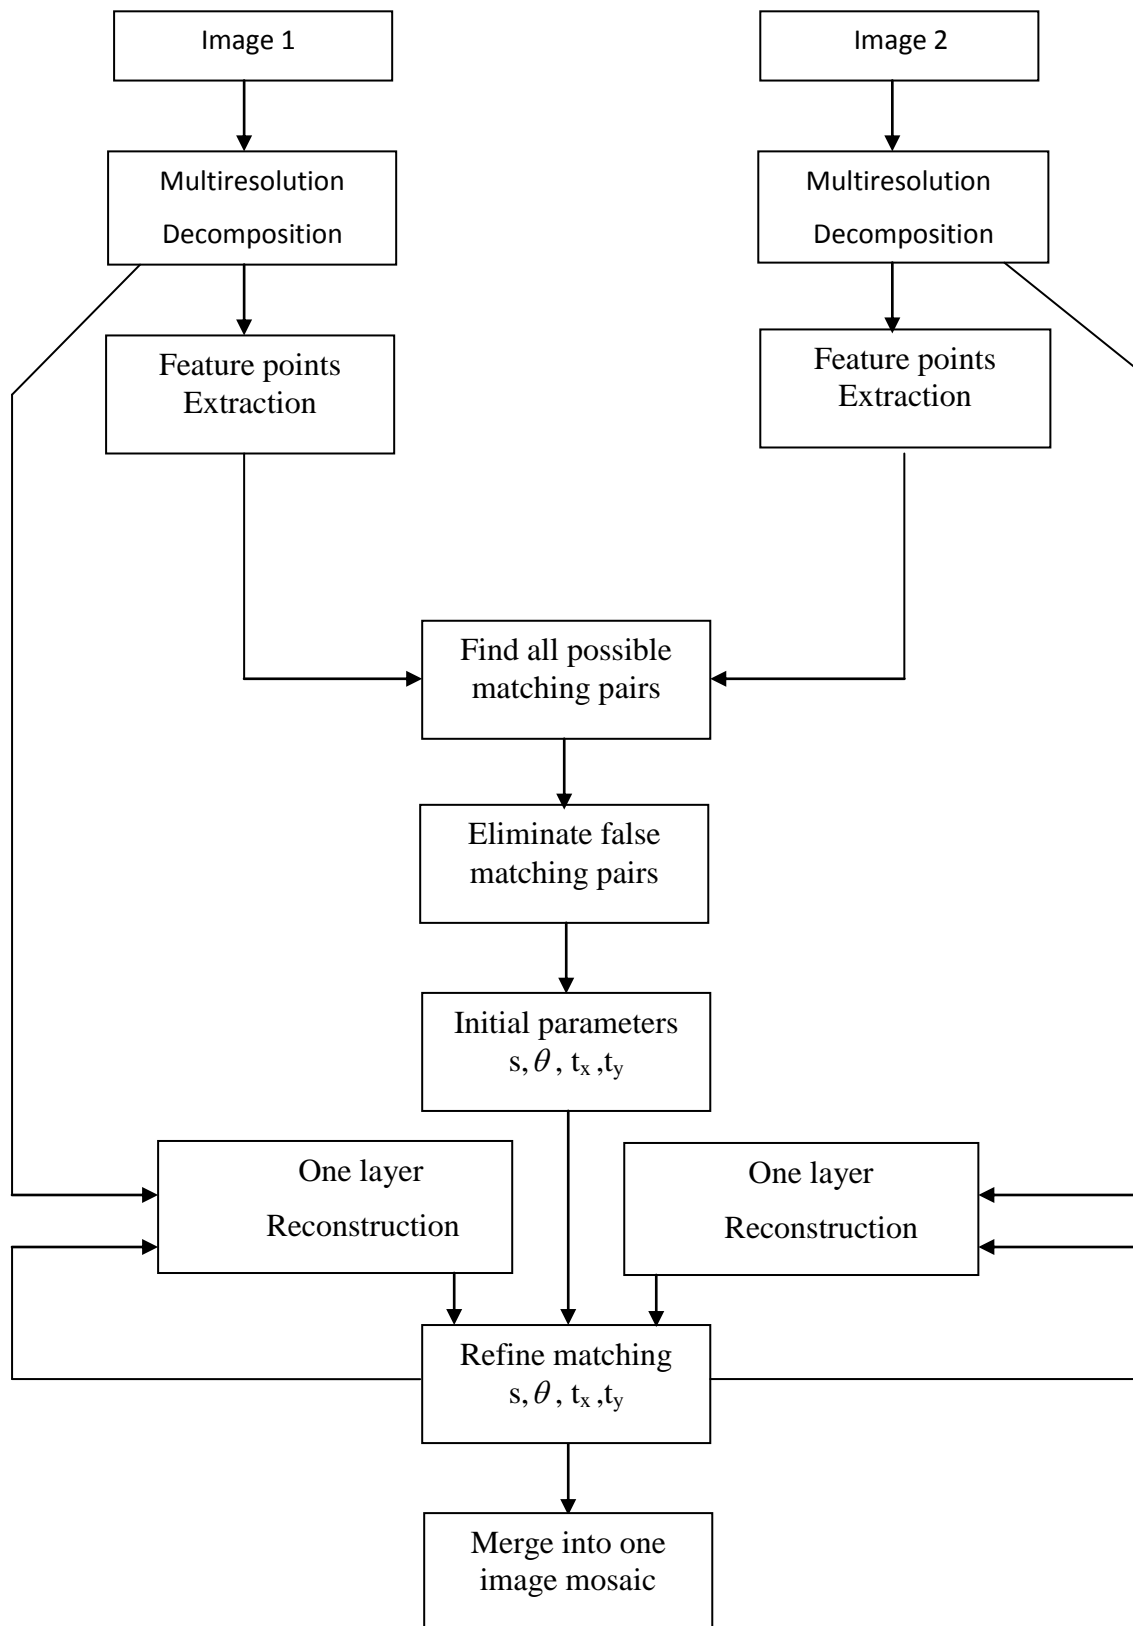 Image 1
Image 2
Multiresolution
Decomposition
Multiresolution
Decomposition
Feature points
Extraction
Feature points
Extraction
Find all possible
matching pairs
Eliminate false
matching pairs
Initial parameters
s, θ, tₓ ,tᵧ
One layer
Reconstruction
One layer
Reconstruction
Refine matching
s, θ, tₓ ,tᵧ
Merge into one
image mosaic